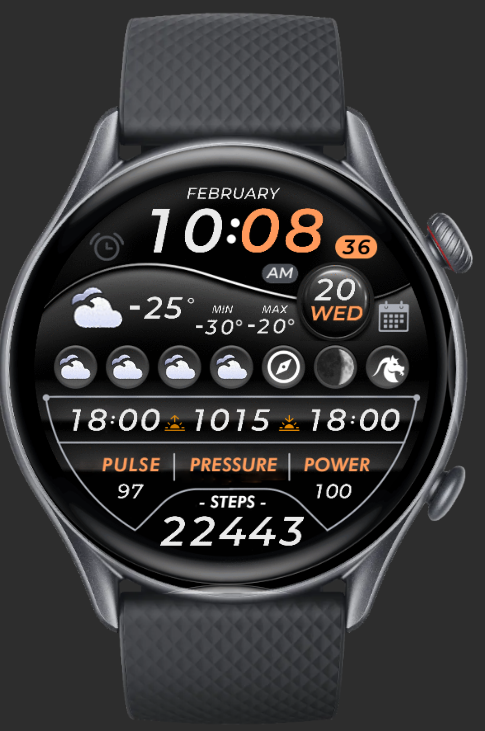 FEBRUARY
10:08 36
AM
20
WED
-25° MIN MAX
-30° -20°
18:00 1015 18:00
PULSE PRESSURE POWER
97 100
- STEPS -
22443